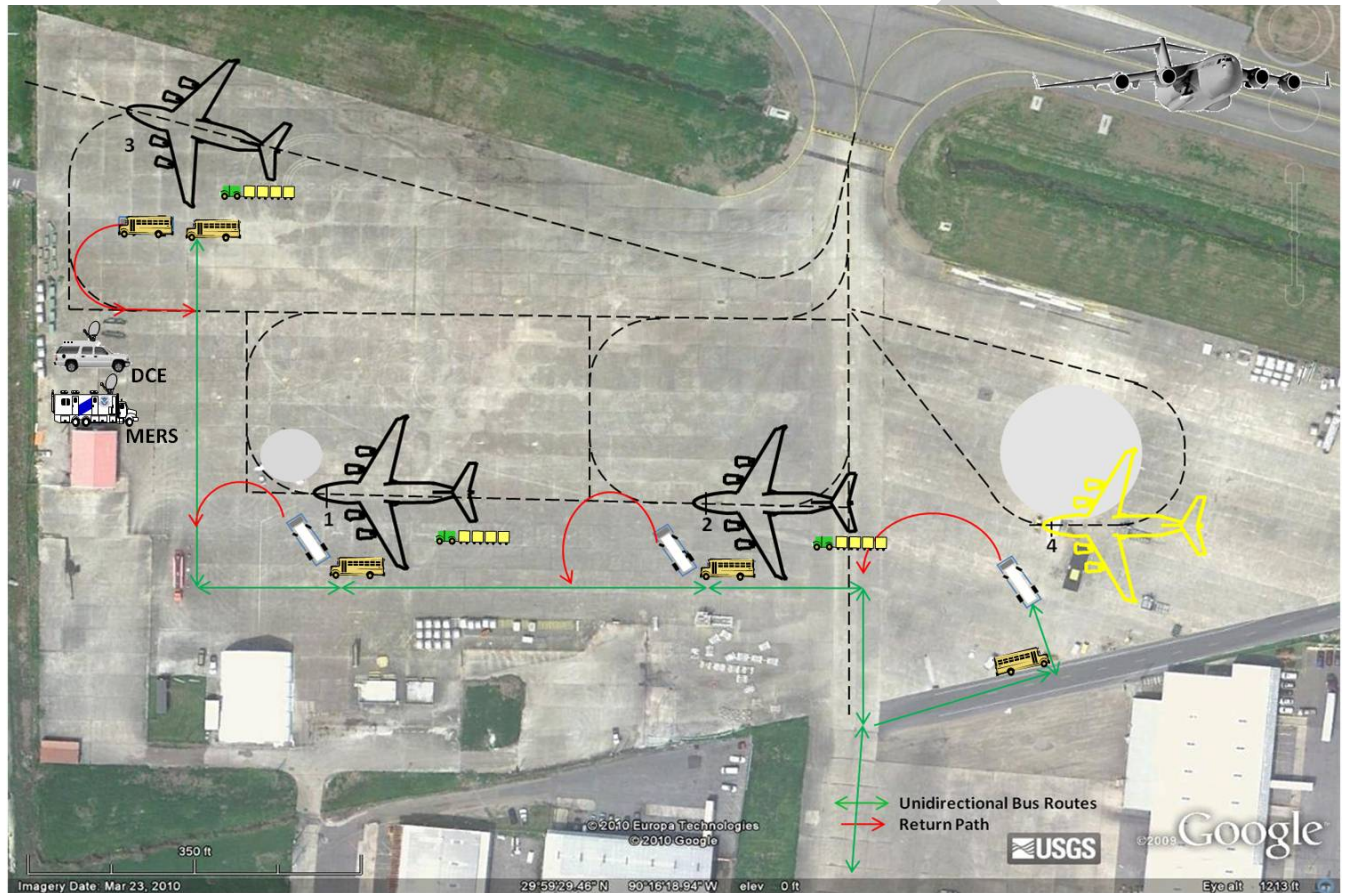 3
DCE
MERS
1
2
4
Unidirectional Bus Routes
Return Path
© 2010 Europa Technologies
© 2010 Google
©2009
Google
USGS
350 ft
Imagery Date: Mar 23, 2010
29°59'29.46" N 90°16'18.94" W elev 0 ft
Eye alt 1213 ft